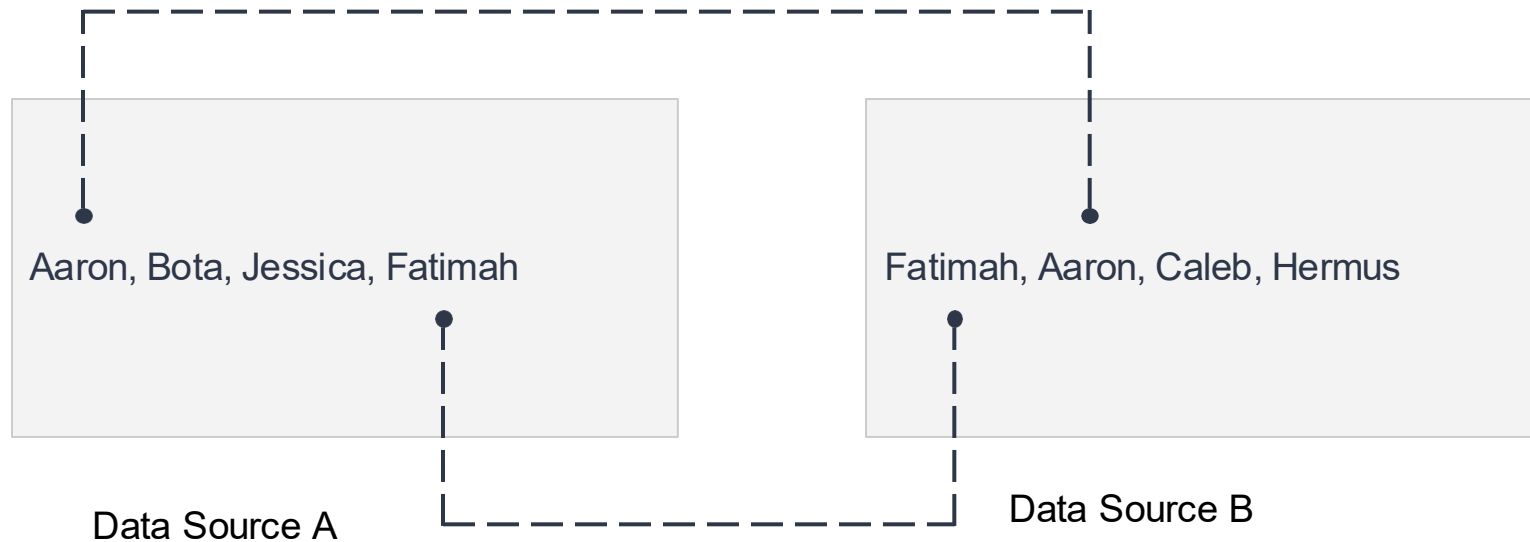 Aaron, Bota, Jessica, Fatimah
Fatimah, Aaron, Caleb, Hermus
Data Source A
Data Source B